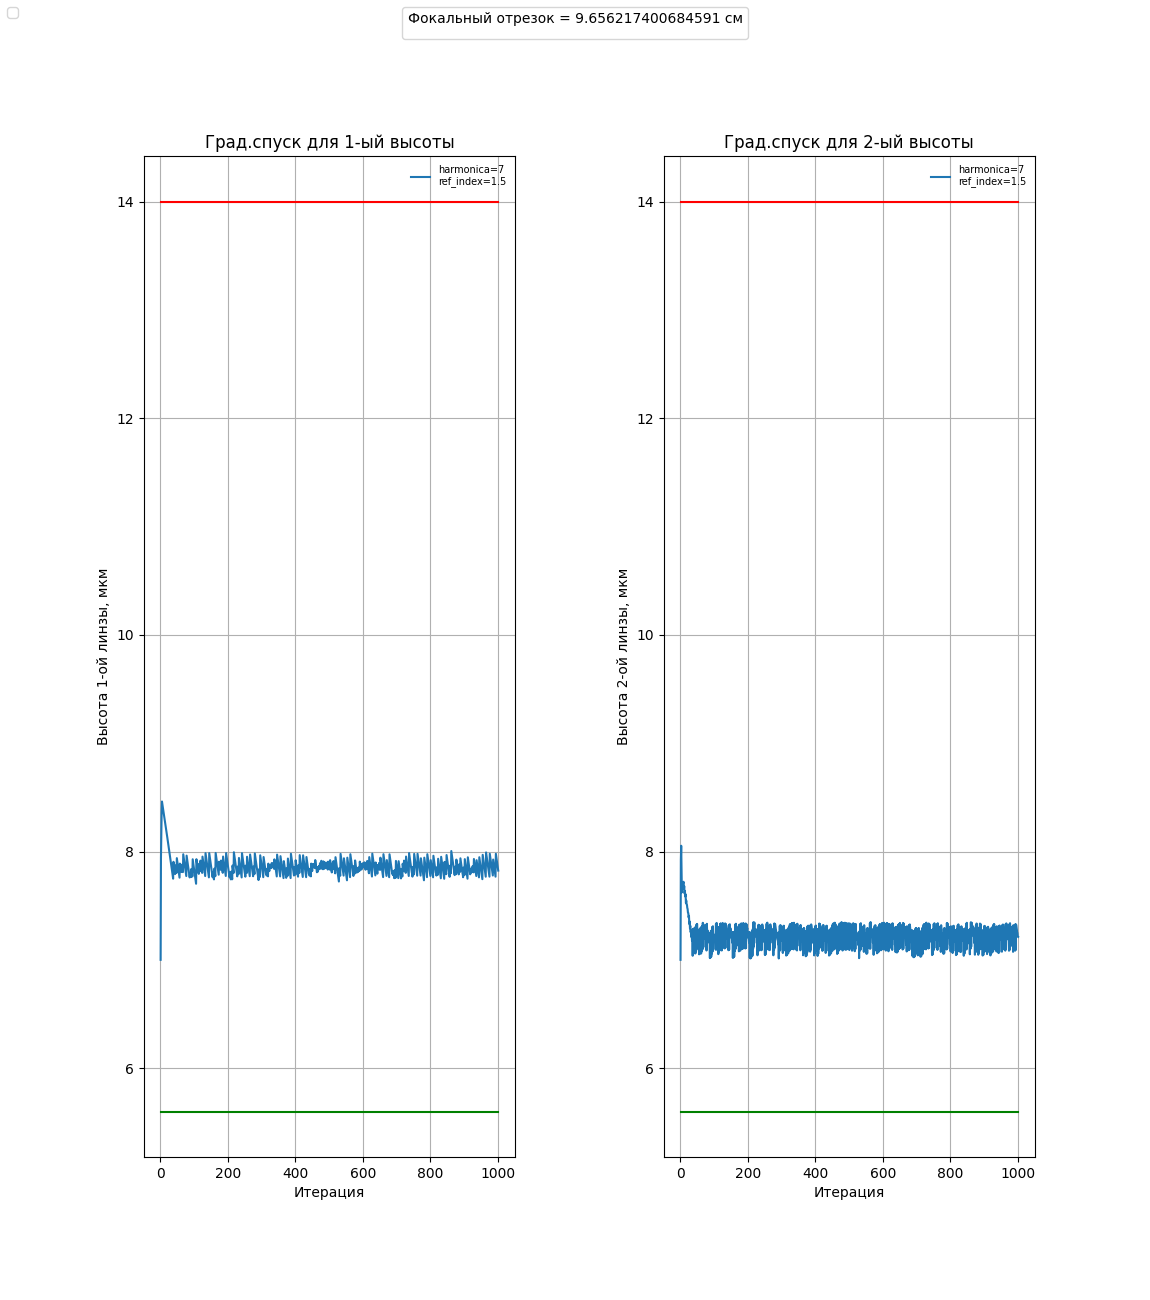 Фокальный отрезок = 9.656217400684591 см
Град.спуск для 1-ый высоты
harmonica=7
ref_index=1.5
14
12
10
8
6
Высота 1-ой линзы, мкм
0 200 400 600 800 1000
Итерация
Град.спуск для 2-ый высоты
harmonica=7
ref_index=1.5
14
12
10
8
6
Высота 2-ой линзы, мкм
0 200 400 600 800 1000
Итерация